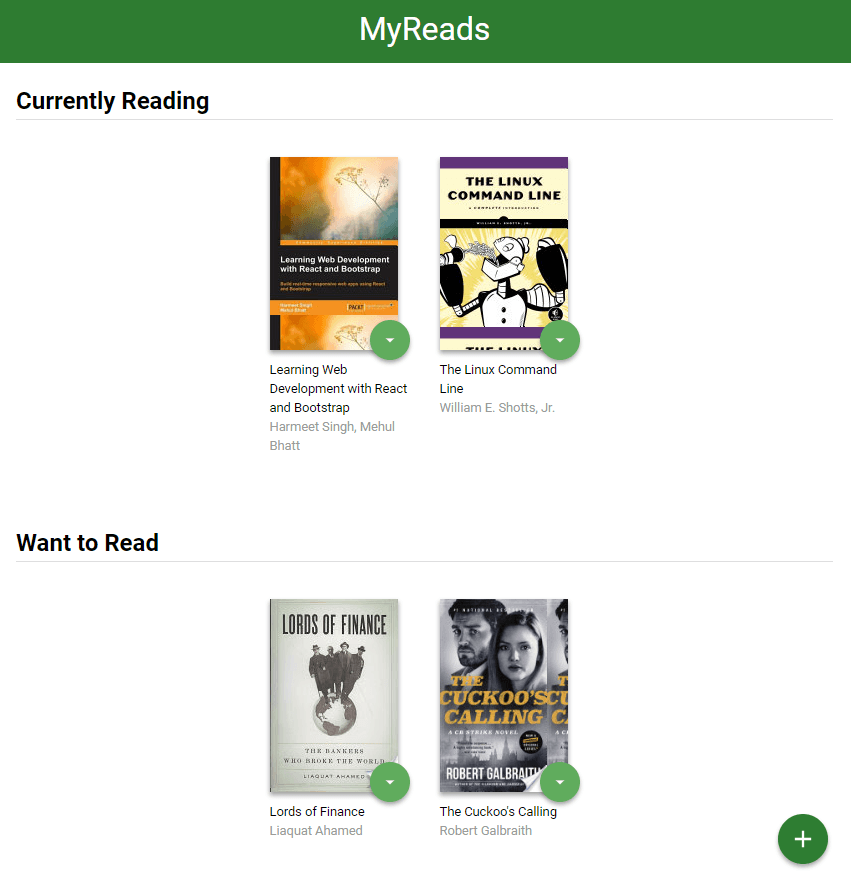 MyReads
Currently Reading
Learning Web Development
with React and Bootstrap
Build real-time responsive web apps using React
and Bootstrap
Harmeet Singh
Mehul Bhatt
PACKT
THE LINUX
COMMAND LINE
A COMPLETE INTRODUCTION
WILLIAM E. SHOTTS, JR.
THE LINUX
Learning Web
Development with React
and Bootstrap
Harmeet Singh, Mehul
Bhatt
The Linux Command
Line
William E. Shotts, Jr.
Want to Read
LORDS OF FINANCE
THE BANKERS
WHO BROKE THE WORLD
LIAQUAT AHAMED
#1 NATIONAL BESTSELLER
THE
CUCKOO'S
CALLING
A C.B. STRIKE NOVEL
ROBERT GALBRAITH
Lords of Finance
Liaquat Ahamed
The Cuckoo's Calling
Robert Galbraith